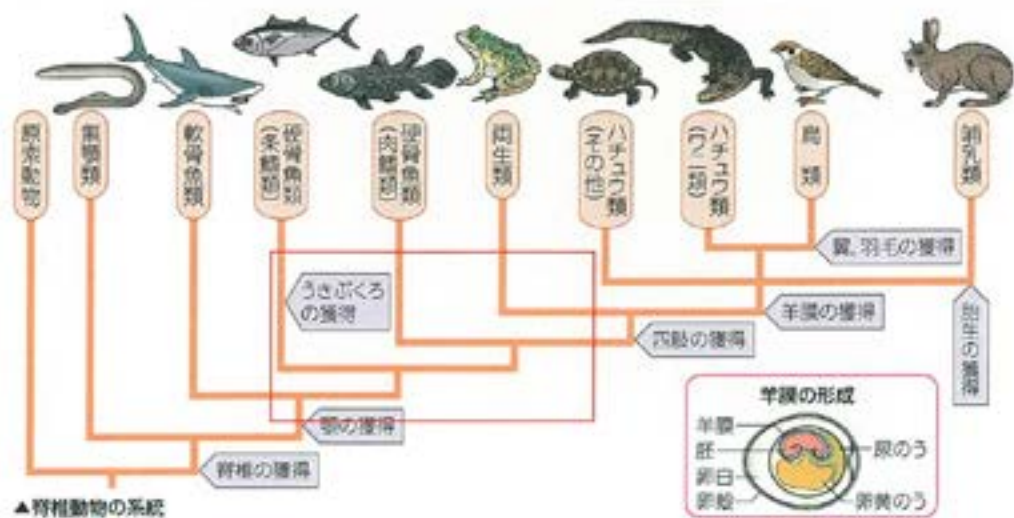 原索動物
無顎類
軟骨魚類
硬骨魚類
(条鰭類)
硬骨魚類
(肉鰭類)
両生類
ハチュウ類
(その他)
ハチュウ類
(ワニ類)
鳥類
哺乳類
翼、羽毛の獲得
うきぶくろ
の獲得
羊膜の獲得
四肢の獲得
胎生の獲得
顎の獲得
脊椎の獲得
羊膜の形成
羊膜
胚
卵白
卵殻
尿のう
卵黄のう
▲脊椎動物の系統